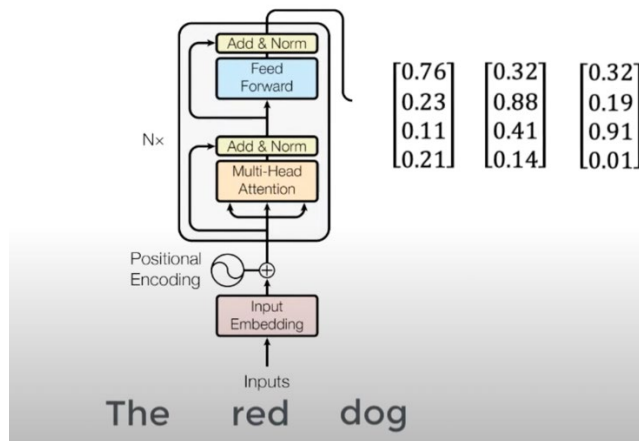 Add & Norm
Feed
Forward
Nx
Add & Norm
Multi-Head
Attention
Positional
Encoding
Input
Embedding
Inputs
The red dog
[0.76] [0.32] [0.32]
0.23 0.88 0.19
0.11 0.41 0.91
[0.21] [0.14] [0.01]